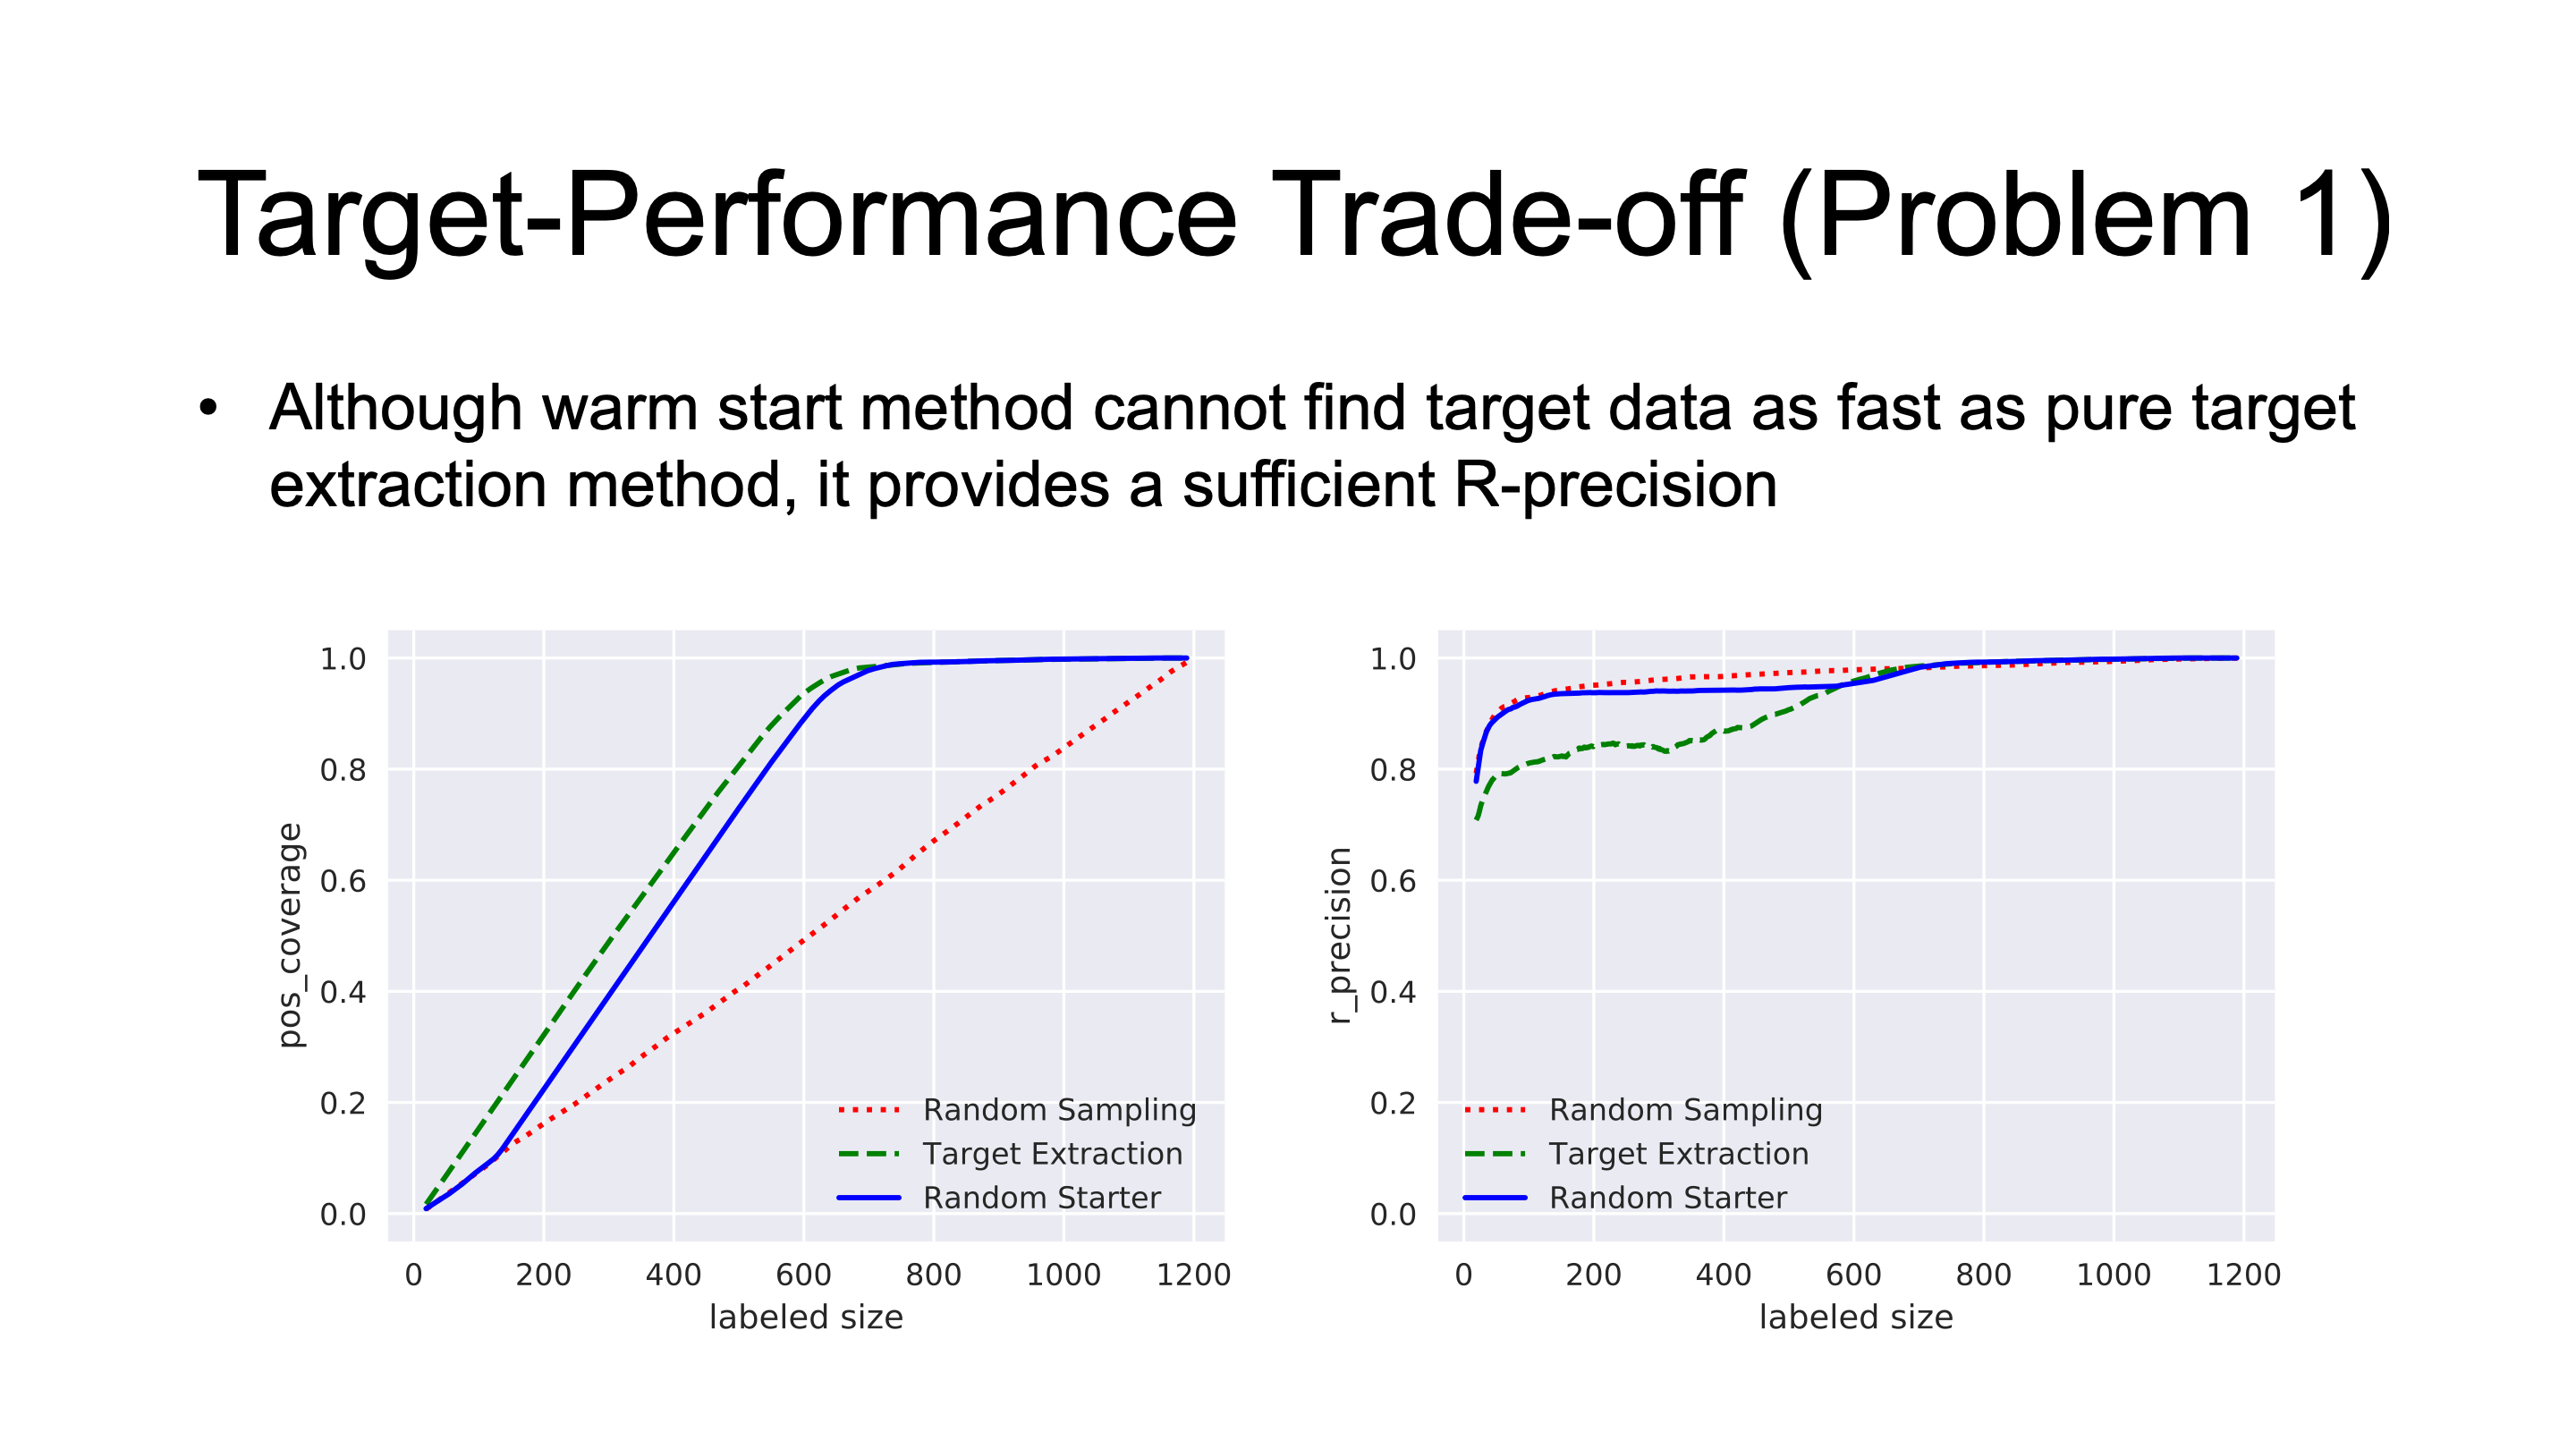 Target-Performance Trade-off (Problem 1)
• Although warm start method cannot find target data as fast as pure target
extraction method, it provides a sufficient R-precision
pos_coverage
1.0
0.8
0.6
0.4
0.2
0.0
Random Sampling
Target Extraction
Random Starter
0 200 400 600 800 1000 1200
labeled size
r_precision
1.0
0.8
0.6
0.4
0.2
0.0
Random Sampling
Target Extraction
Random Starter
0 200 400 600 800 1000 1200
labeled size